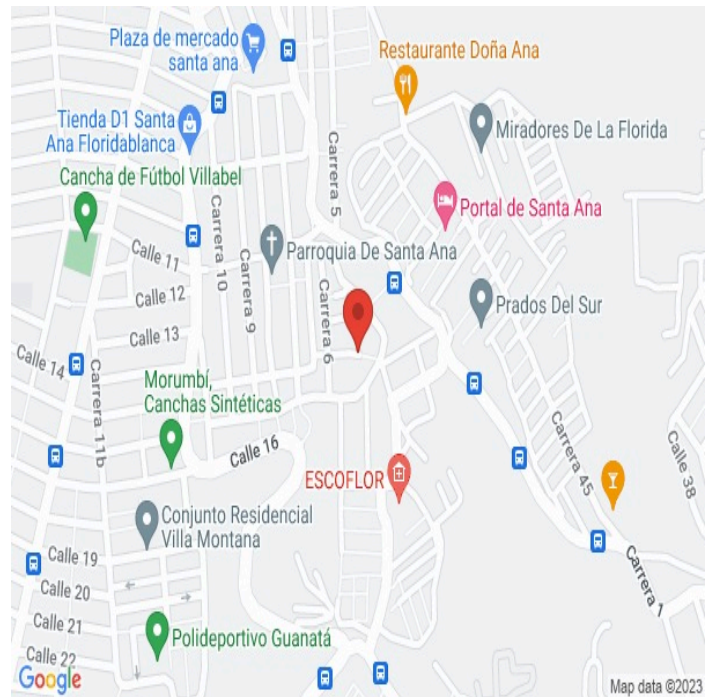 Plaza de mercado
santa ana
Restaurante Doña Ana
Tienda D1 Santa
Ana Floridablanca
Miradores De La Florida
Cancha de Fútbol Villabel
Carrera 5
Portal de Santa Ana
Calle 11
Carrera 10
Parroquia De Santa Ana
Carrera 9
Calle 12
Carrera 6
Prados Del Sur
Calle 13
Calle 14
Carrera 11b
Morumbí,
Canchas Sintéticas
Calle 16
ESCOFLOR
Carrera 45
Calle 38
Conjunto Residencial
Villa Montana
Calle 19
Calle 20
Carrera 1
Calle 21
Polideportivo Guanatá
Calle 22
Google
Map data ©2023